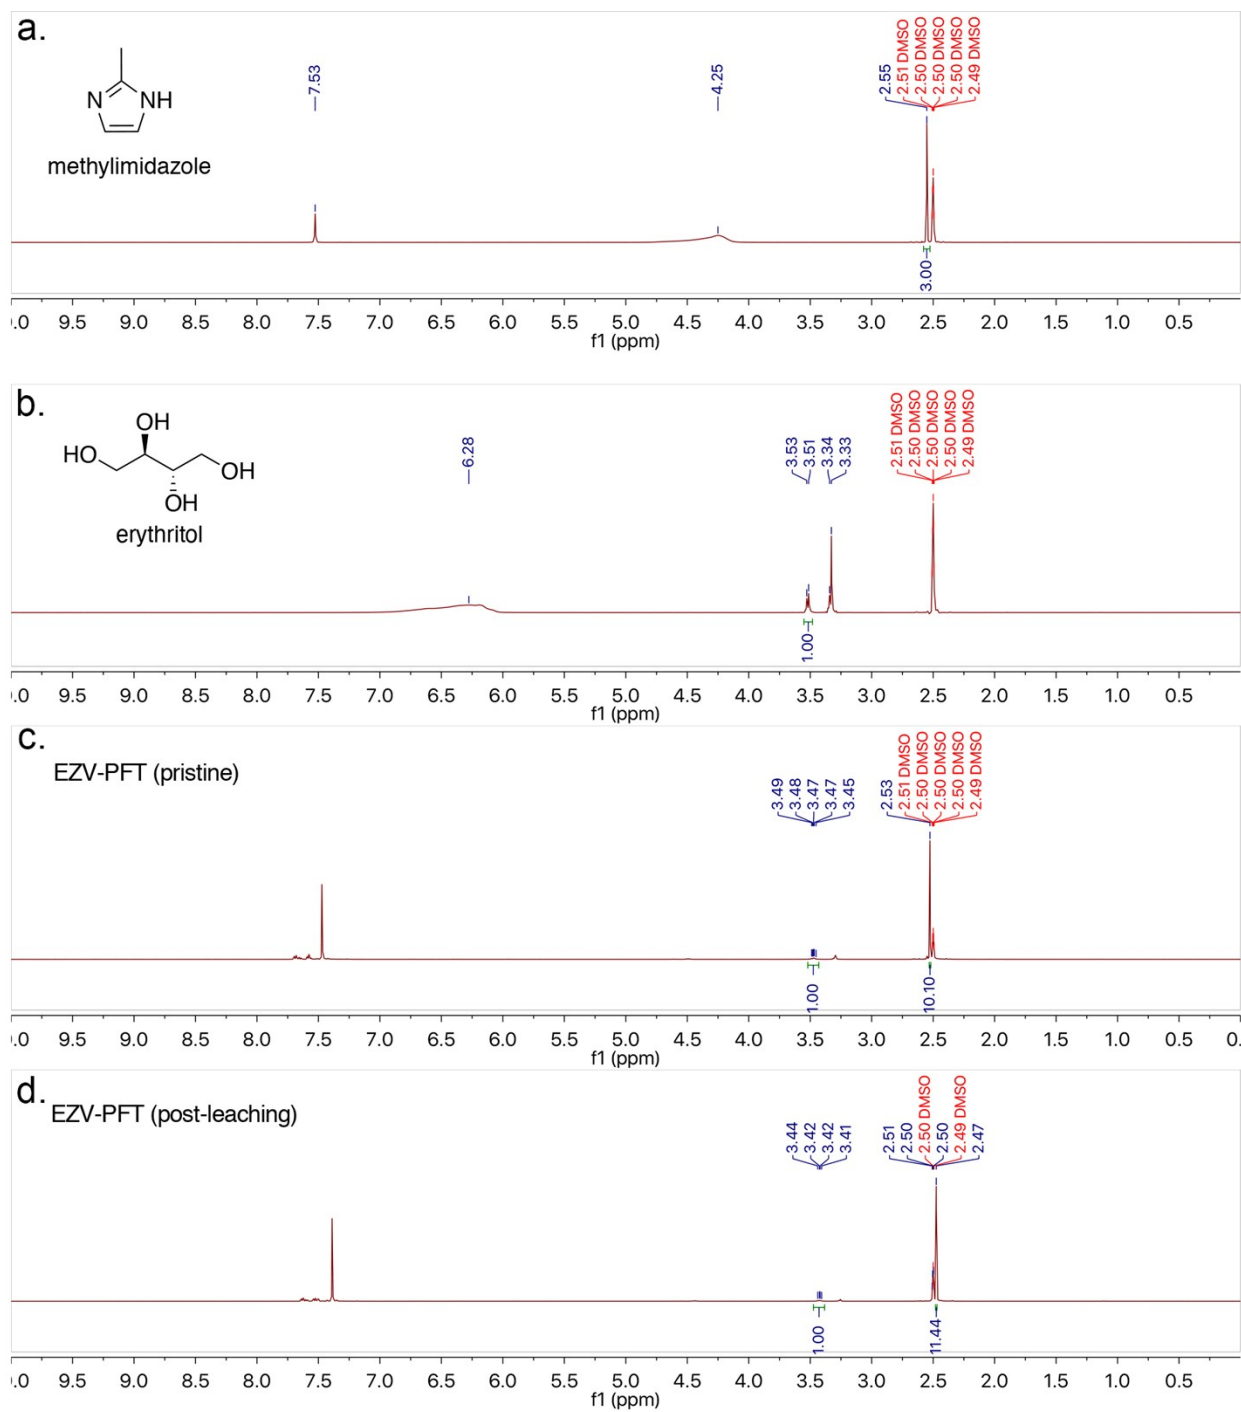 a.
7.53
4.25
2.55
2.51 DMSO
2.50 DMSO
2.50 DMSO
2.50 DMSO
2.49 DMSO
N
NH
methylimidazole
3.00
.0 9.5 9.0 8.5 8.0 7.5 7.0 6.5 6.0 5.5 5.0 4.5 4.0 3.5 3.0 2.5 2.0 1.5 1.0 0.5
f1 (ppm)
b.
6.28
3.53
3.51
3.34
3.33
2.51 DMSO
2.50 DMSO
2.50 DMSO
2.50 DMSO
2.49 DMSO
OH
HO
OH
OH
erythritol
1.00
.0 9.5 9.0 8.5 8.0 7.5 7.0 6.5 6.0 5.5 5.0 4.5 4.0 3.5 3.0 2.5 2.0 1.5 1.0 0.5
f1 (ppm)
c.
EZV-PFT (pristine)
3.49
3.48
3.47
3.47
3.45
2.53
2.51 DMSO
2.50 DMSO
2.50 DMSO
2.50 DMSO
2.49 DMSO
1.00
10.10
.0 9.5 9.0 8.5 8.0 7.5 7.0 6.5 6.0 5.5 5.0 4.5 4.0 3.5 3.0 2.5 2.0 1.5 1.0 0.5 0.
f1 (ppm)
d.
EZV-PFT (post-leaching)
3.44
3.42
3.42
3.41
2.51
2.50
2.50 DMSO
2.50
2.49 DMSO
2.47
1.00
11.44
.0 9.5 9.0 8.5 8.0 7.5 7.0 6.5 6.0 5.5 5.0 4.5 4.0 3.5 3.0 2.5 2.0 1.5 1.0 0.5
f1 (ppm)